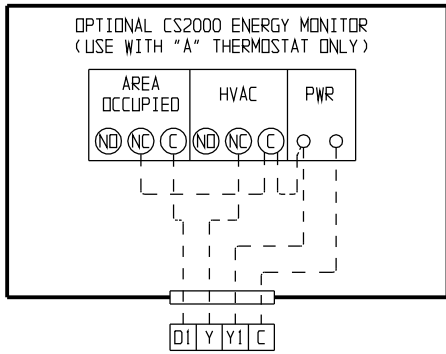 OPTIONAL CS2000 ENERGY MONITOR
(USE WITH "A" THERMOSTAT ONLY)
AREA OCCUPIED
HVAC
PWR
NO NC C NO NC C
D1 Y Y1 C